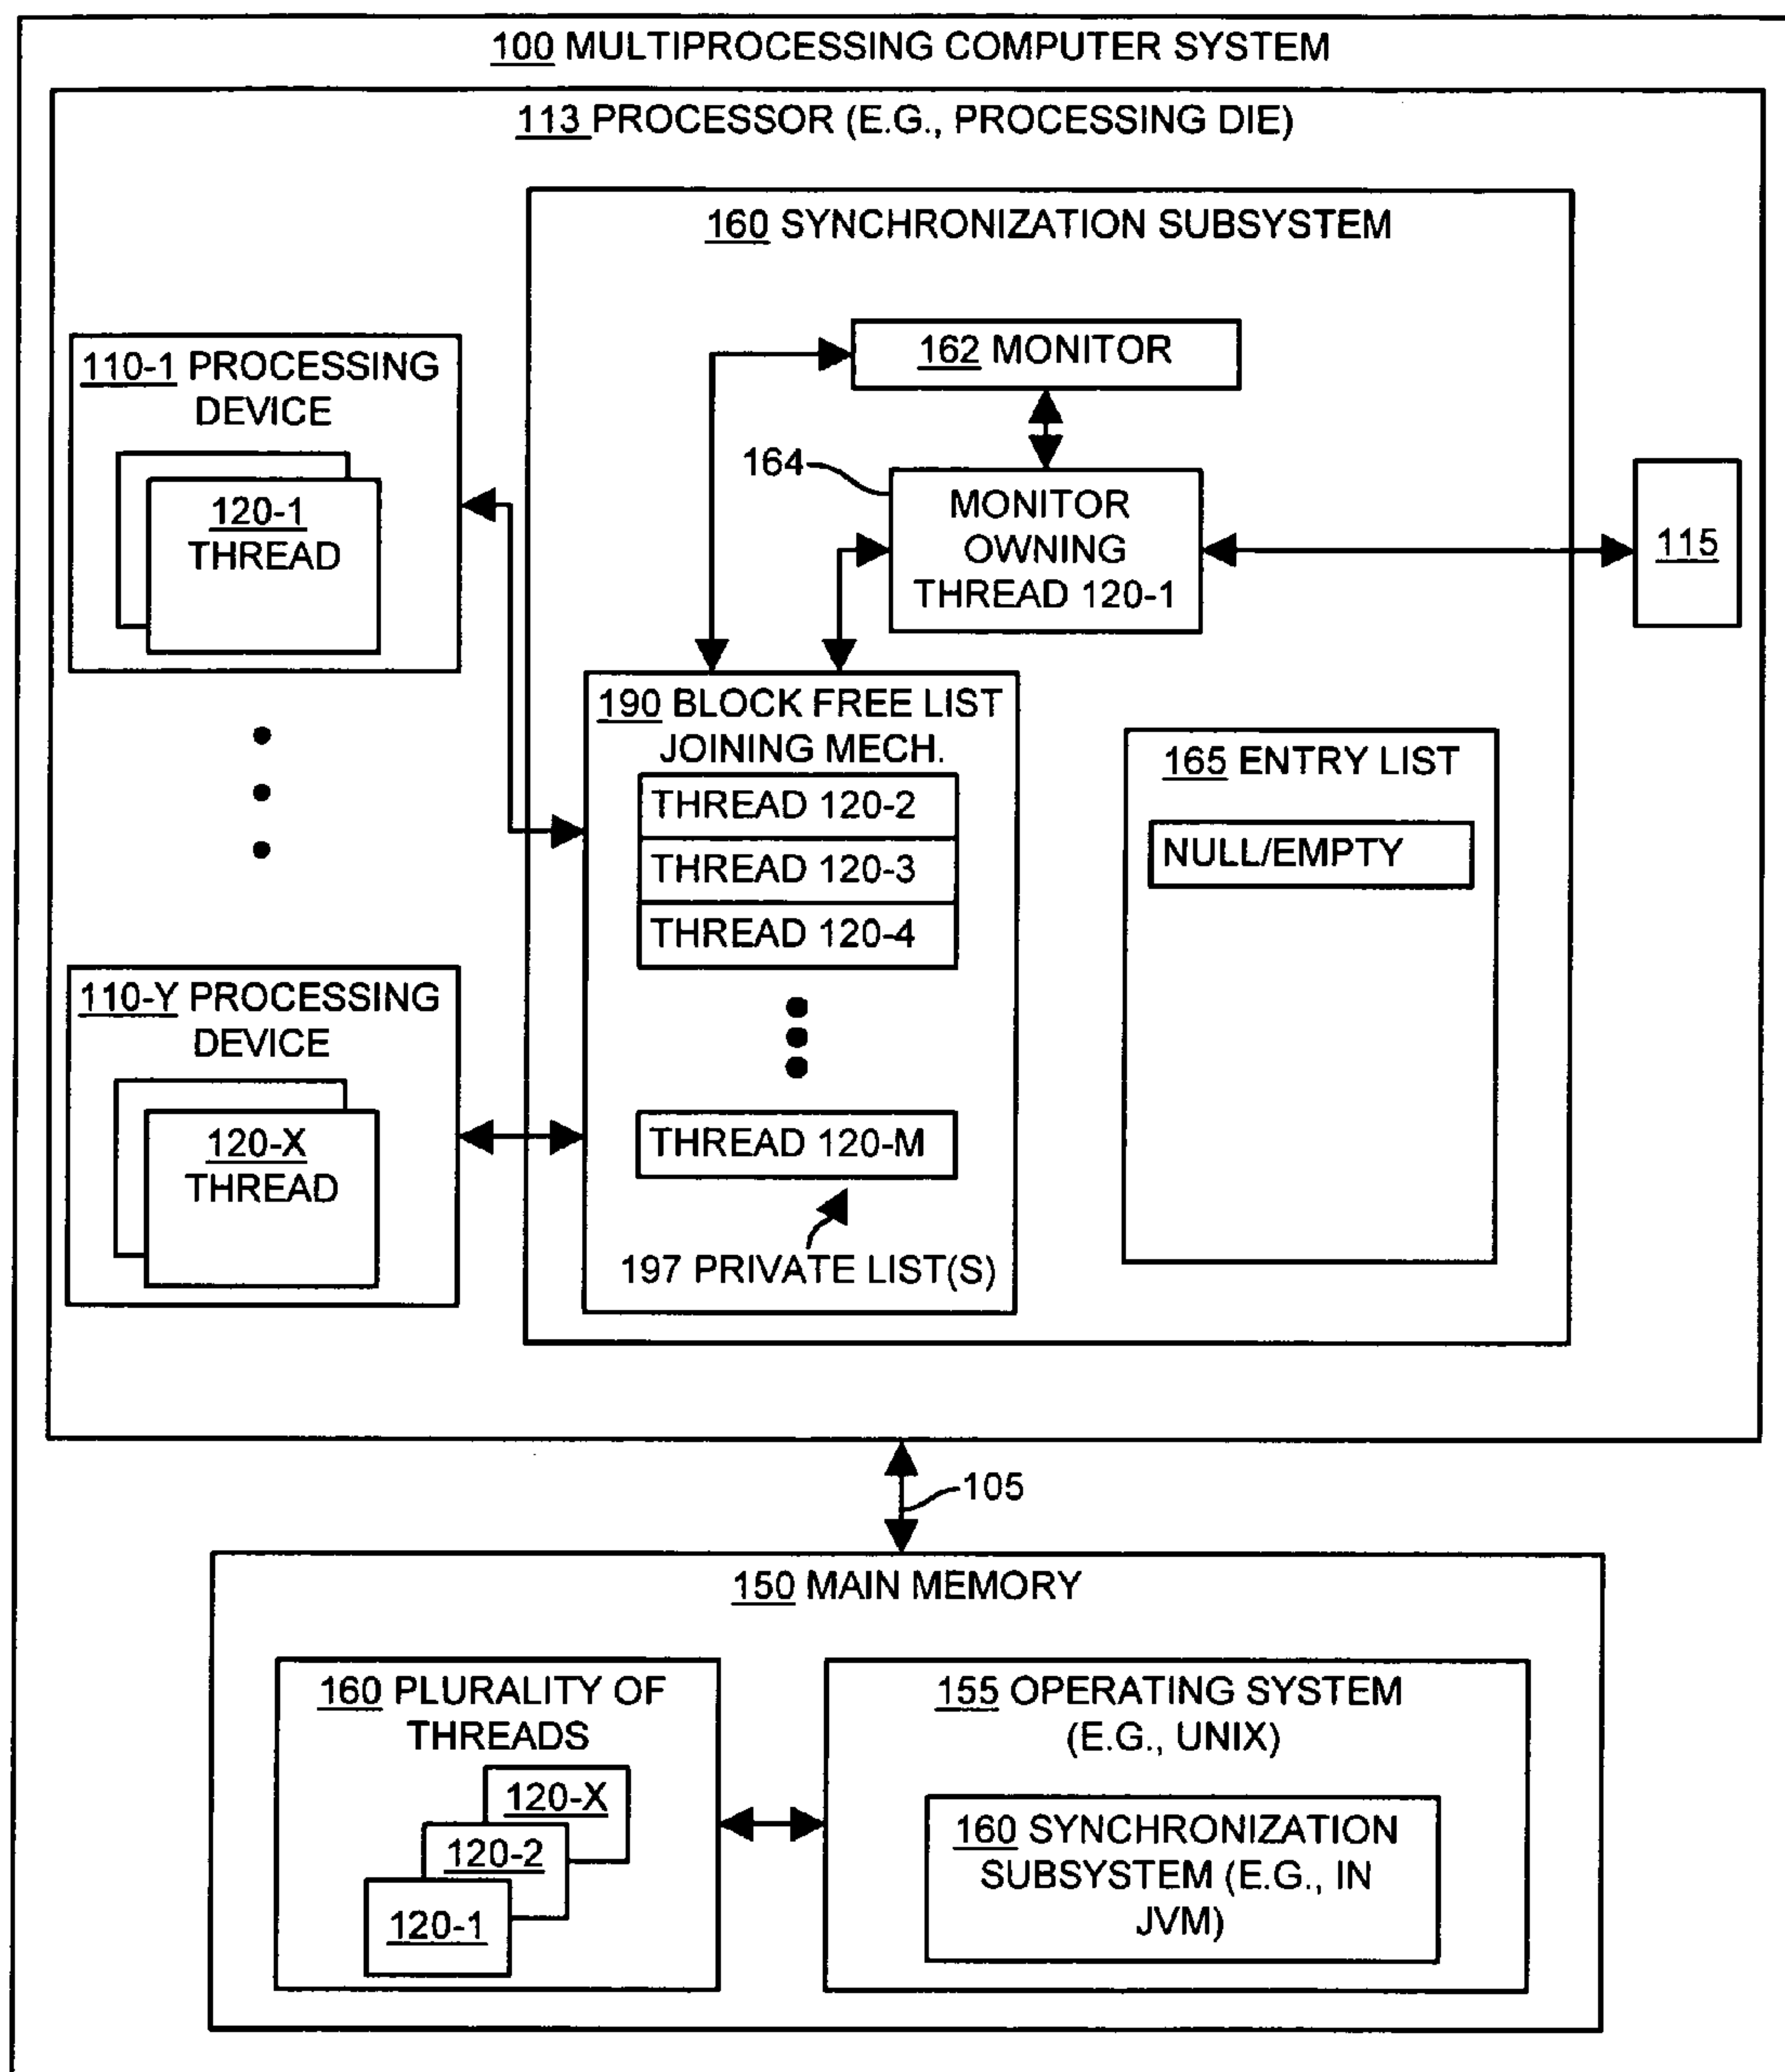 100 MULTIPROCESSING COMPUTER SYSTEM
113 PROCESSOR (E.G., PROCESSING DIE)
160 SYNCHRONIZATION SUBSYSTEM
162 MONITOR
110-1 PROCESSING
DEVICE
120-1
THREAD
164
MONITOR
OWNING
THREAD 120-1
115
190 BLOCK FREE LIST
JOINING MECH.
THREAD 120-2
THREAD 120-3
THREAD 120-4
THREAD 120-M
197 PRIVATE LIST(S)
165 ENTRY LIST
NULL/EMPTY
110-Y PROCESSING
DEVICE
120-X
THREAD
105
150 MAIN MEMORY
160 PLURALITY OF
THREADS
120-X
120-2
120-1
155 OPERATING SYSTEM
(E.G., UNIX)
160 SYNCHRONIZATION
SUBSYSTEM (E.G., IN
JVM)